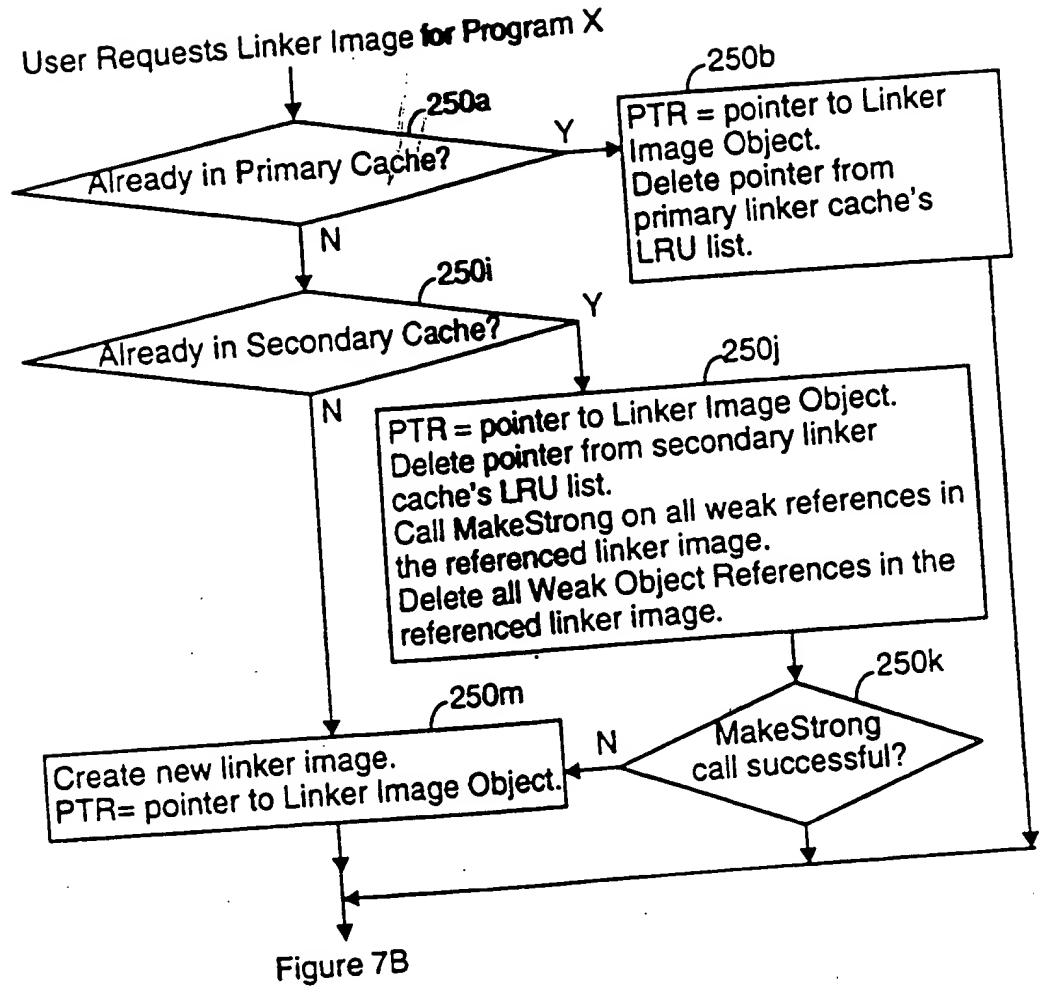 User Requests Linker Image for Program X
250a
Already in Primary Cache?
Y
N
250b
PTR = pointer to Linker
Image Object.
Delete pointer from
primary linker cache's
LRU list.
250i
Already in Secondary Cache?
Y
N
250j
PTR = pointer to Linker Image Object.
Delete pointer from secondary linker
cache's LRU list.
Call MakeStrong on all weak references in
the referenced linker image.
Delete all Weak Object References in the
referenced linker image.
250k
MakeStrong
call successful?
N
250m
Create new linker image.
PTR= pointer to Linker Image Object.
Figure 7B